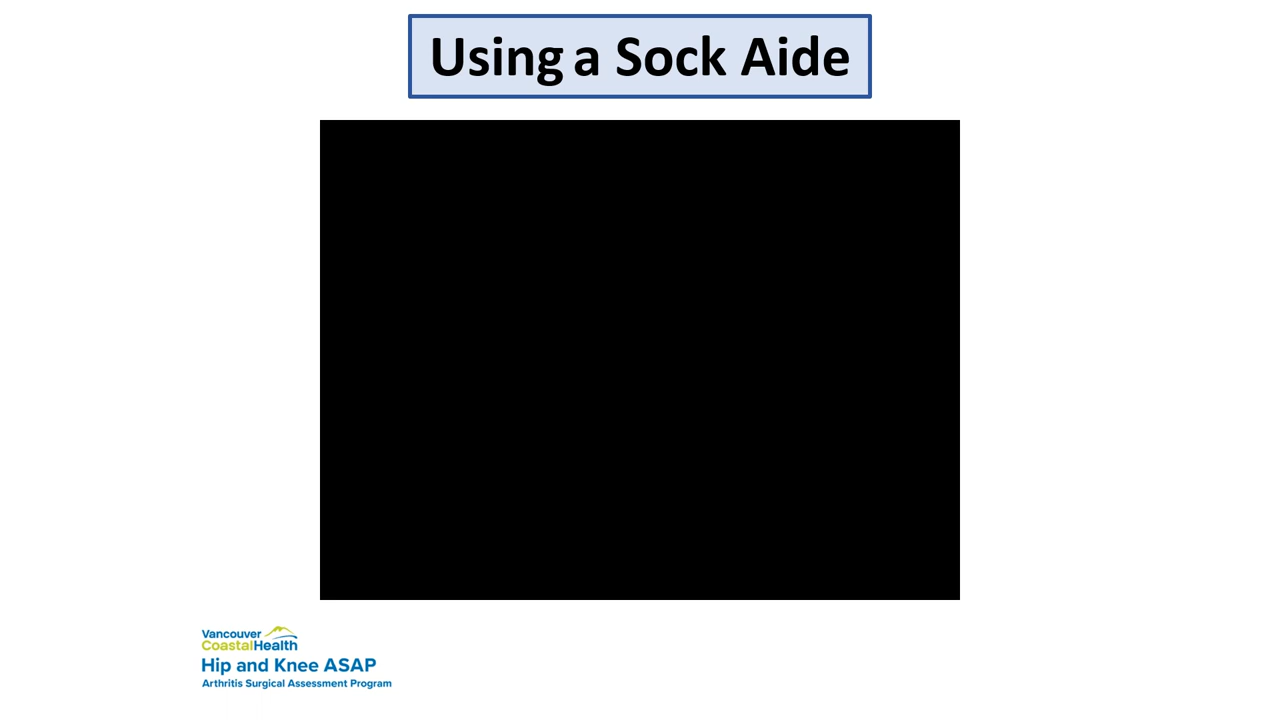 Using a Sock Aide
Vancouver
CoastalHealth
Hip and Knee ASAP
Arthritis Surgical Assessment Program